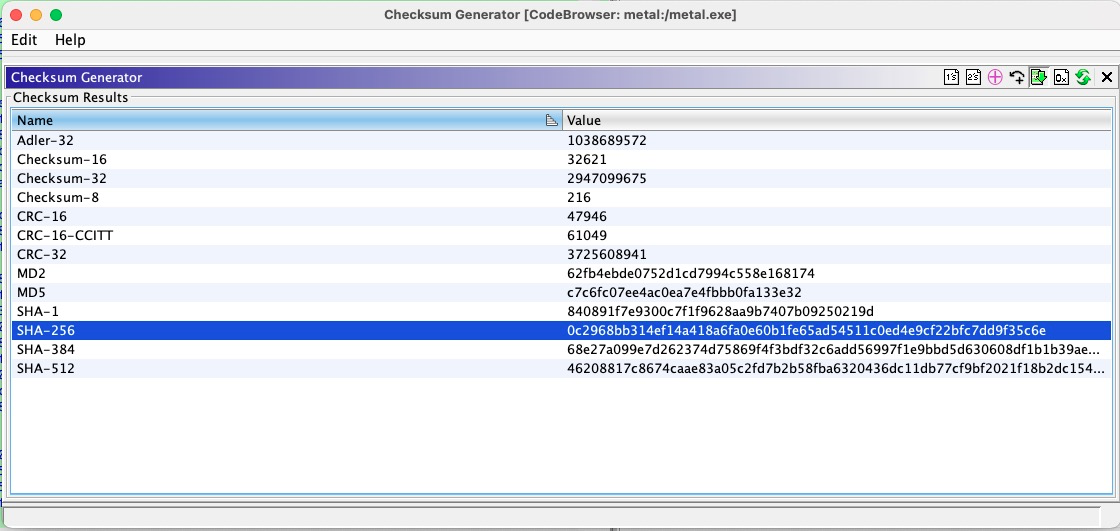 Checksum Generator [CodeBrowser: metal:/metal.exe]
Edit Help
Checksum Generator
Checksum Results
Name Value
Adler-32 1038689572
Checksum-16 32621
Checksum-32 2947099675
Checksum-8 216
CRC-16 47946
CRC-16-CCITT 61049
CRC-32 3725608941
MD2 62fb4ebde0752d1cd7994c558e168174
MD5 c7c6fc07ee4ac0ea7e4fbbb0fa133e32
SHA-1 840891f7e9300c7f1f9628aa9b7407b09250219d
SHA-256 0c2968bb314ef14a418a6fa0e60b1fe65ad54511c0ed4e9cf22bfc7dd9f35c6e
SHA-384 68e27a099e7d262374d75869f4f3bdf32c6add56997f1e9bbd5d630608df1b1b39ae...
SHA-512 46208817c8674caae83a05c2fd7b2b58fba6320436dc11db77cf9bf2021f18b2dc154...